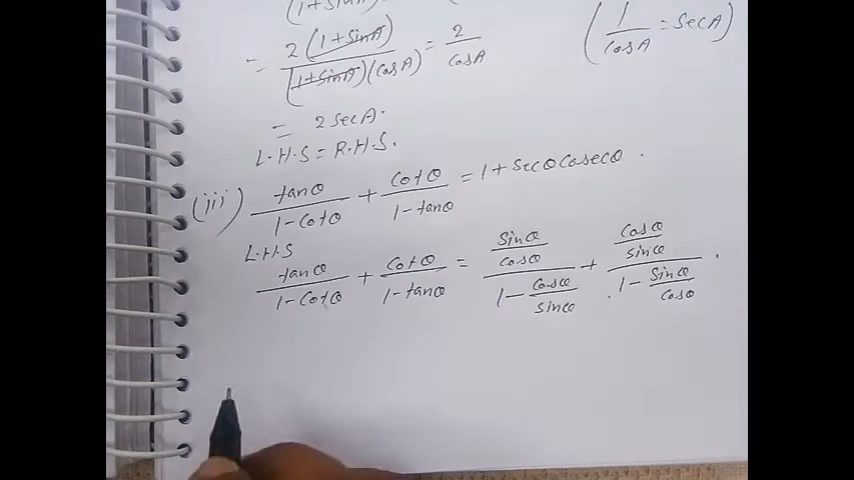 (1+sinA)
= 2(1+sinA) / (1+sinA)(cosA) = 2 / cosA (1 / cosA = SecA)
= 2 SecA.
L.H.S = R.H.S.
(iii) tanθ / 1-Cotθ + Cotθ / 1-tanθ = 1+Secθ Cosecθ .
L.H.S
tanθ / 1-Cotθ + Cotθ / 1-tanθ = Sinθ/Cosθ / 1-Cosθ/Sinθ + Cosθ/Sinθ / 1-Sinθ/Cosθ .